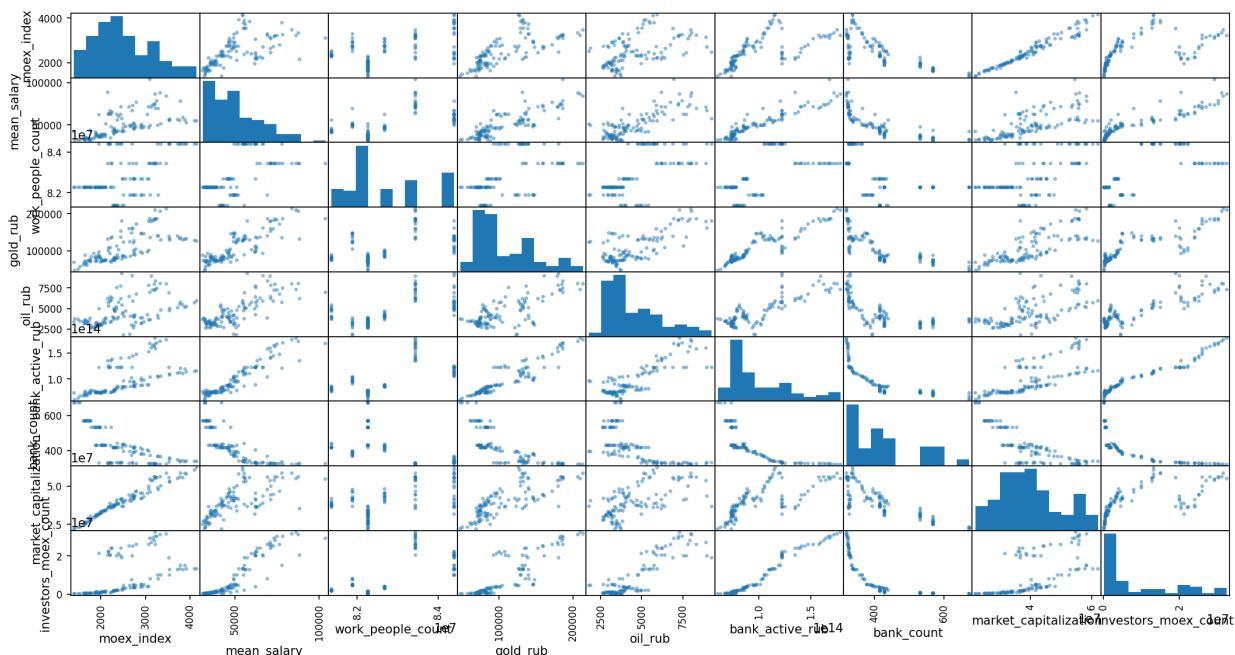 moex_index
4000
2000
mean_salary
100000
50000
1e7
work_people_count
8.4
8.2
gold_rub
200000
100000
oil_rub
7500
5000
2500
1e14
bank_active_rub
1.5
1.0
bank_count
600
400
1e7
market_capitalization
5.0
2.5
1e7
investors_moex_count
2
0
2000
3000
4000
50000
100000
8.2
8.4
100000
200000
2500
5000
7500
1.0
1.5
400
600
4
6
0
2
moex_index
mean_salary
work_people_count
1e7
gold_rub
oil_rub
bank_active_rub
1e14
bank_count
market_capitalization
1e7
investors_moex_count
1e7